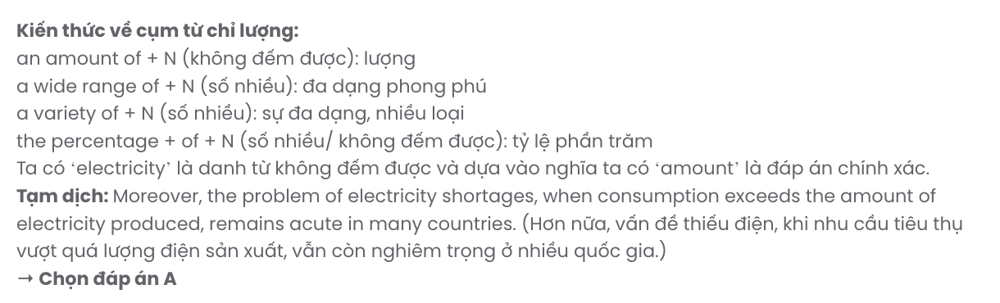 Kiến thức về cụm từ chỉ lượng:
an amount of + N (không đếm được): lượng
a wide range of + N (số nhiều): đa dạng phong phú
a variety of + N (số nhiều): sự đa dạng, nhiều loại
the percentage + of + N (số nhiều/ không đếm được): tỷ lệ phần trăm
Ta có ‘electricity’ là danh từ không đếm được và dựa vào nghĩa ta có ‘amount’ là đáp án chính xác.
Tạm dịch: Moreover, the problem of electricity shortages, when consumption exceeds the amount of
electricity produced, remains acute in many countries. (Hơn nữa, vấn đề thiếu điện, khi nhu cầu tiêu thụ
vượt quá lượng điện sản xuất, vẫn còn nghiêm trọng ở nhiều quốc gia.)
→ Chọn đáp án A